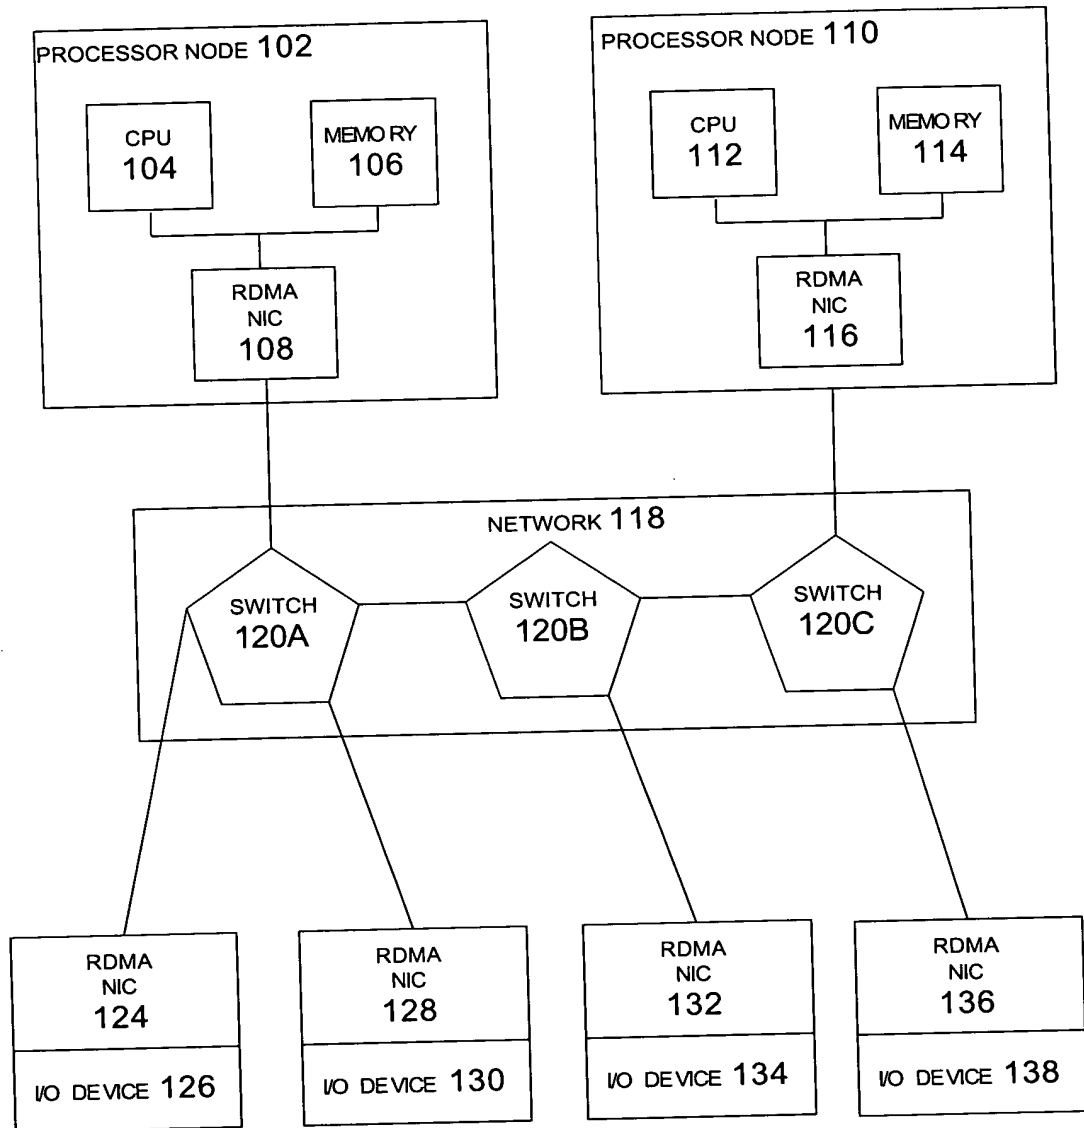 PROCESSOR NODE 102
CPU
104
MEMORY
106
RDMA
NIC
108
PROCESSOR NODE 110
CPU
112
MEMORY
114
RDMA
NIC
116
NETWORK 118
SWITCH
120A
SWITCH
120B
SWITCH
120C
RDMA
NIC
124
I/O DEVICE 126
RDMA
NIC
128
I/O DEVICE 130
RDMA
NIC
132
I/O DEVICE 134
RDMA
NIC
136
I/O DEVICE 138